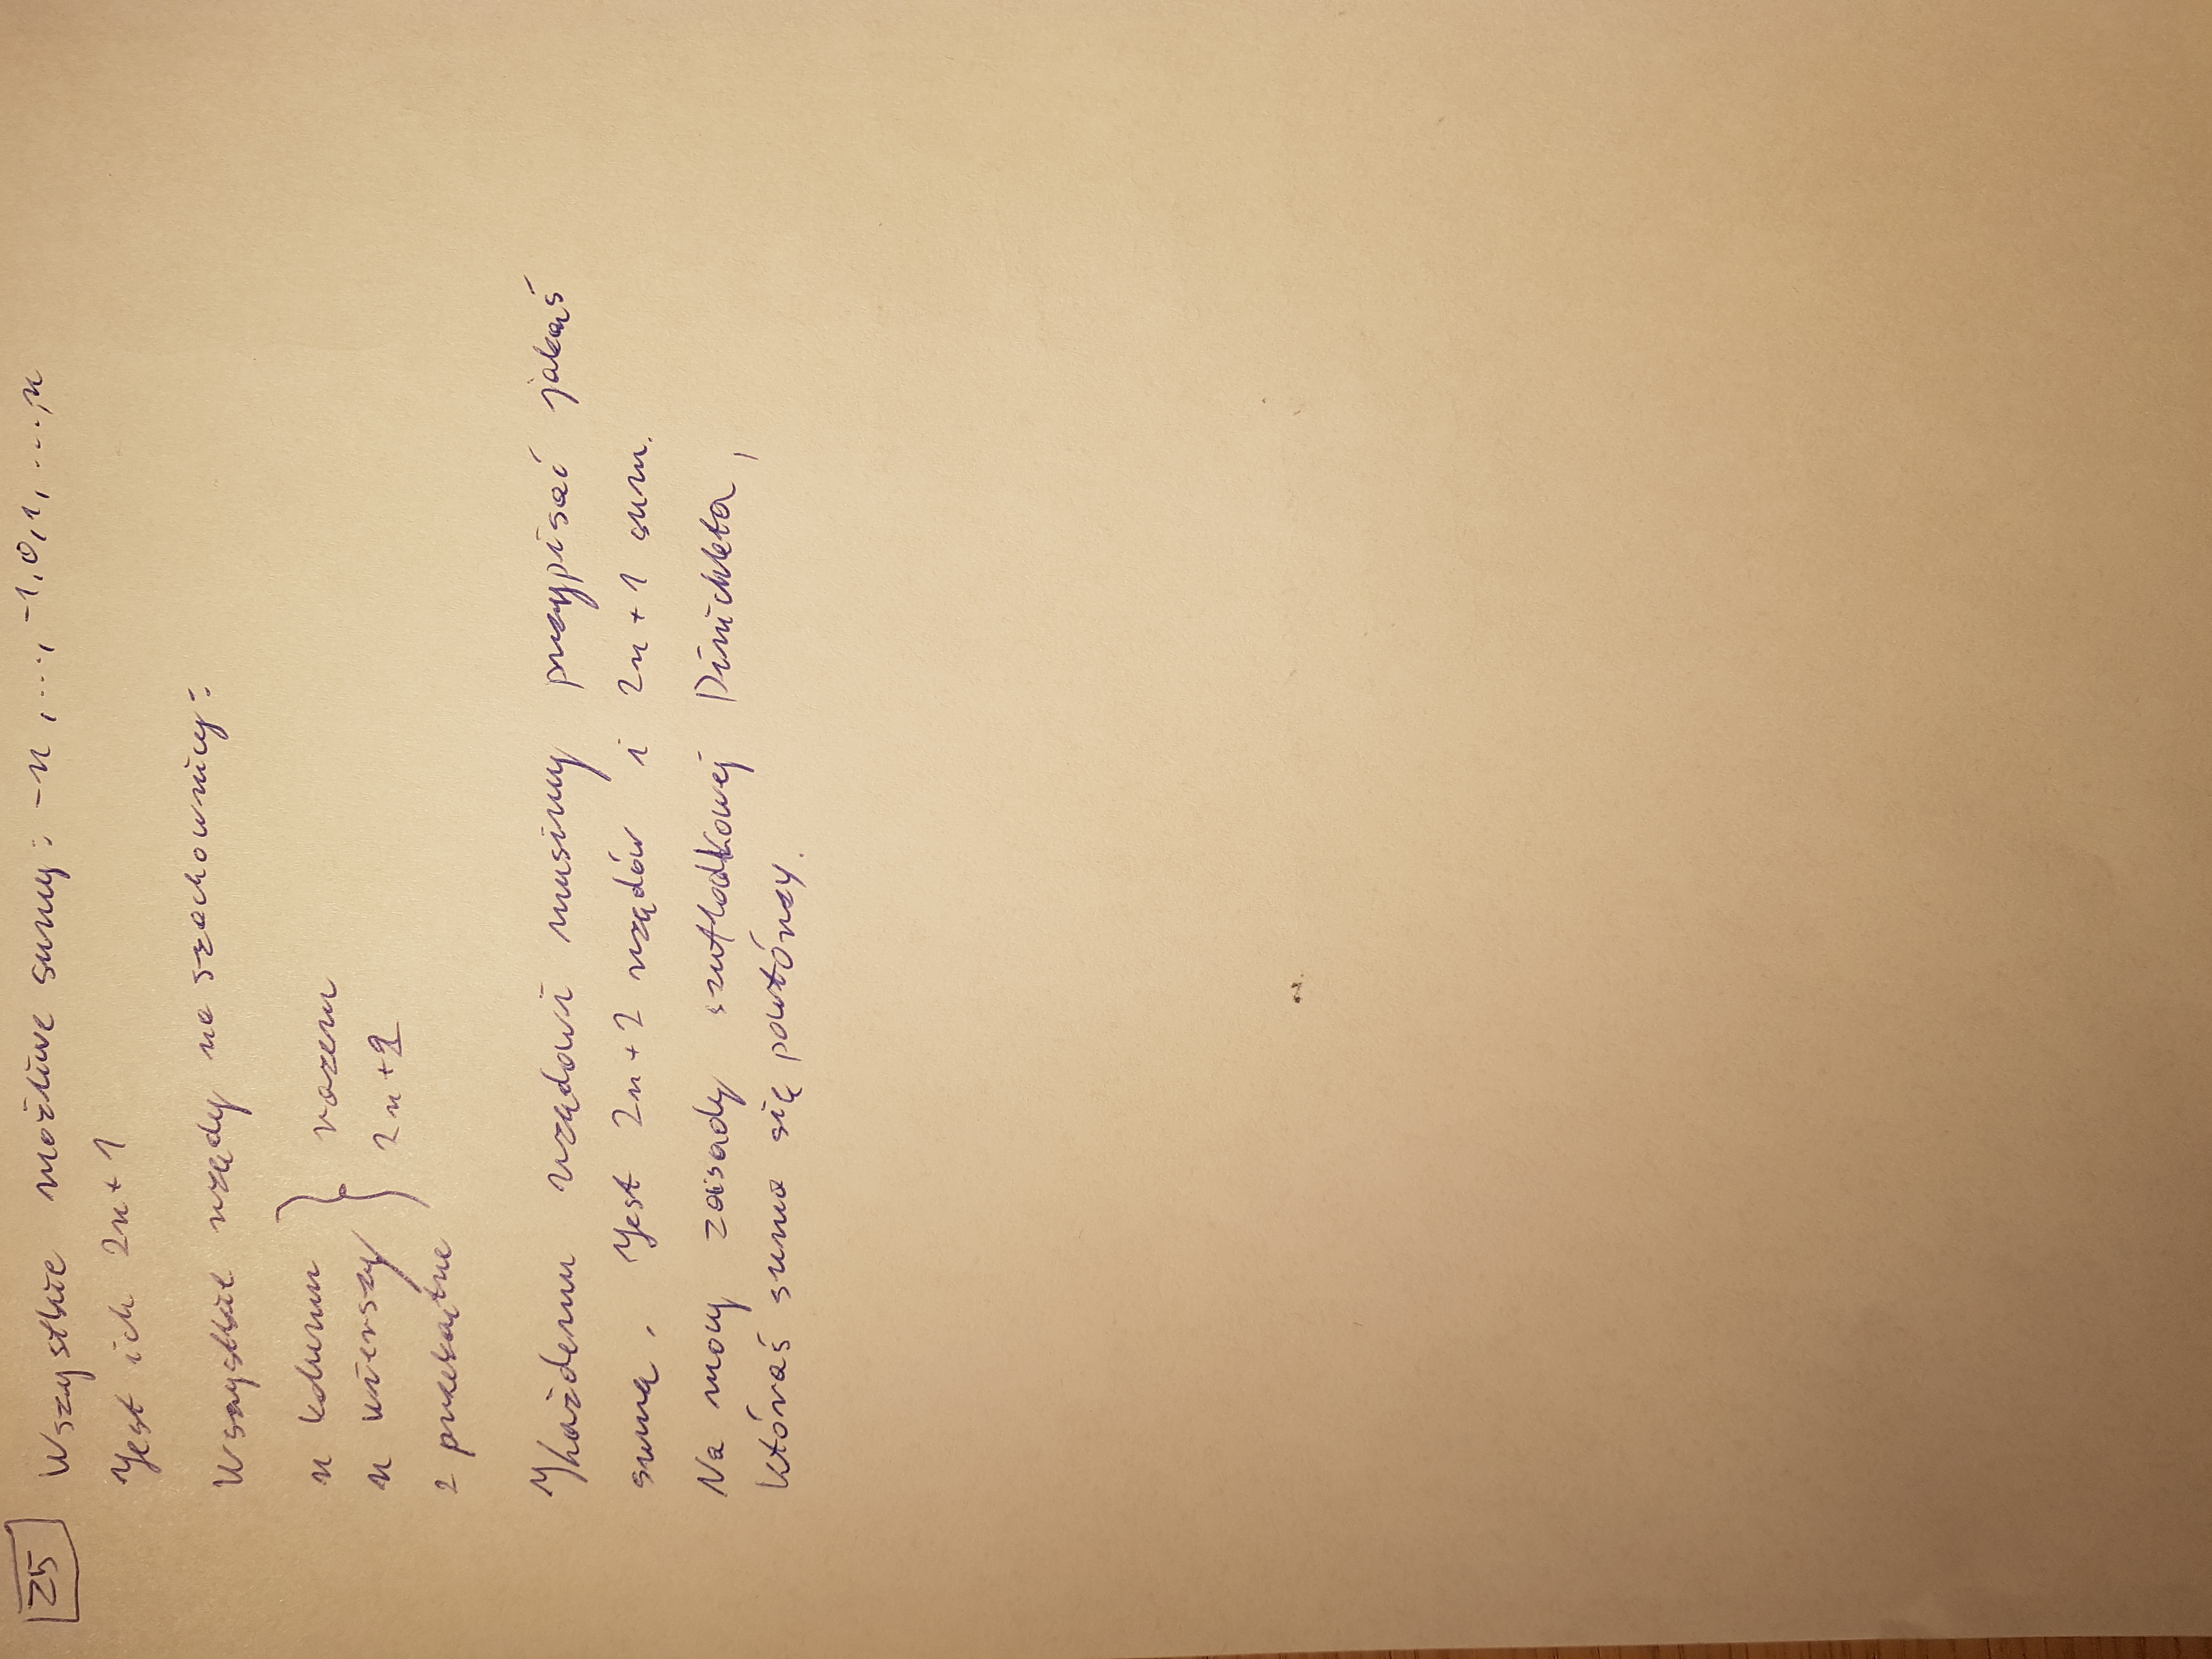 Z5
Wszystkie możliwe sumy: -n, ..., -1, 0, 1, ..., n
Jest ich 2n+1
Wszystkie rzędy na szachownicy:
n kolumn
n wierszy
2 przekątne
} razem
2n+2
Każdemu rzędowi musimy przypisać jakąś
sumę. Jest 2n+2 rzędów i 2n+1 sum.
Na mocy zasady szufladkowej Dirichleta,
któraś suma się powtórzy.